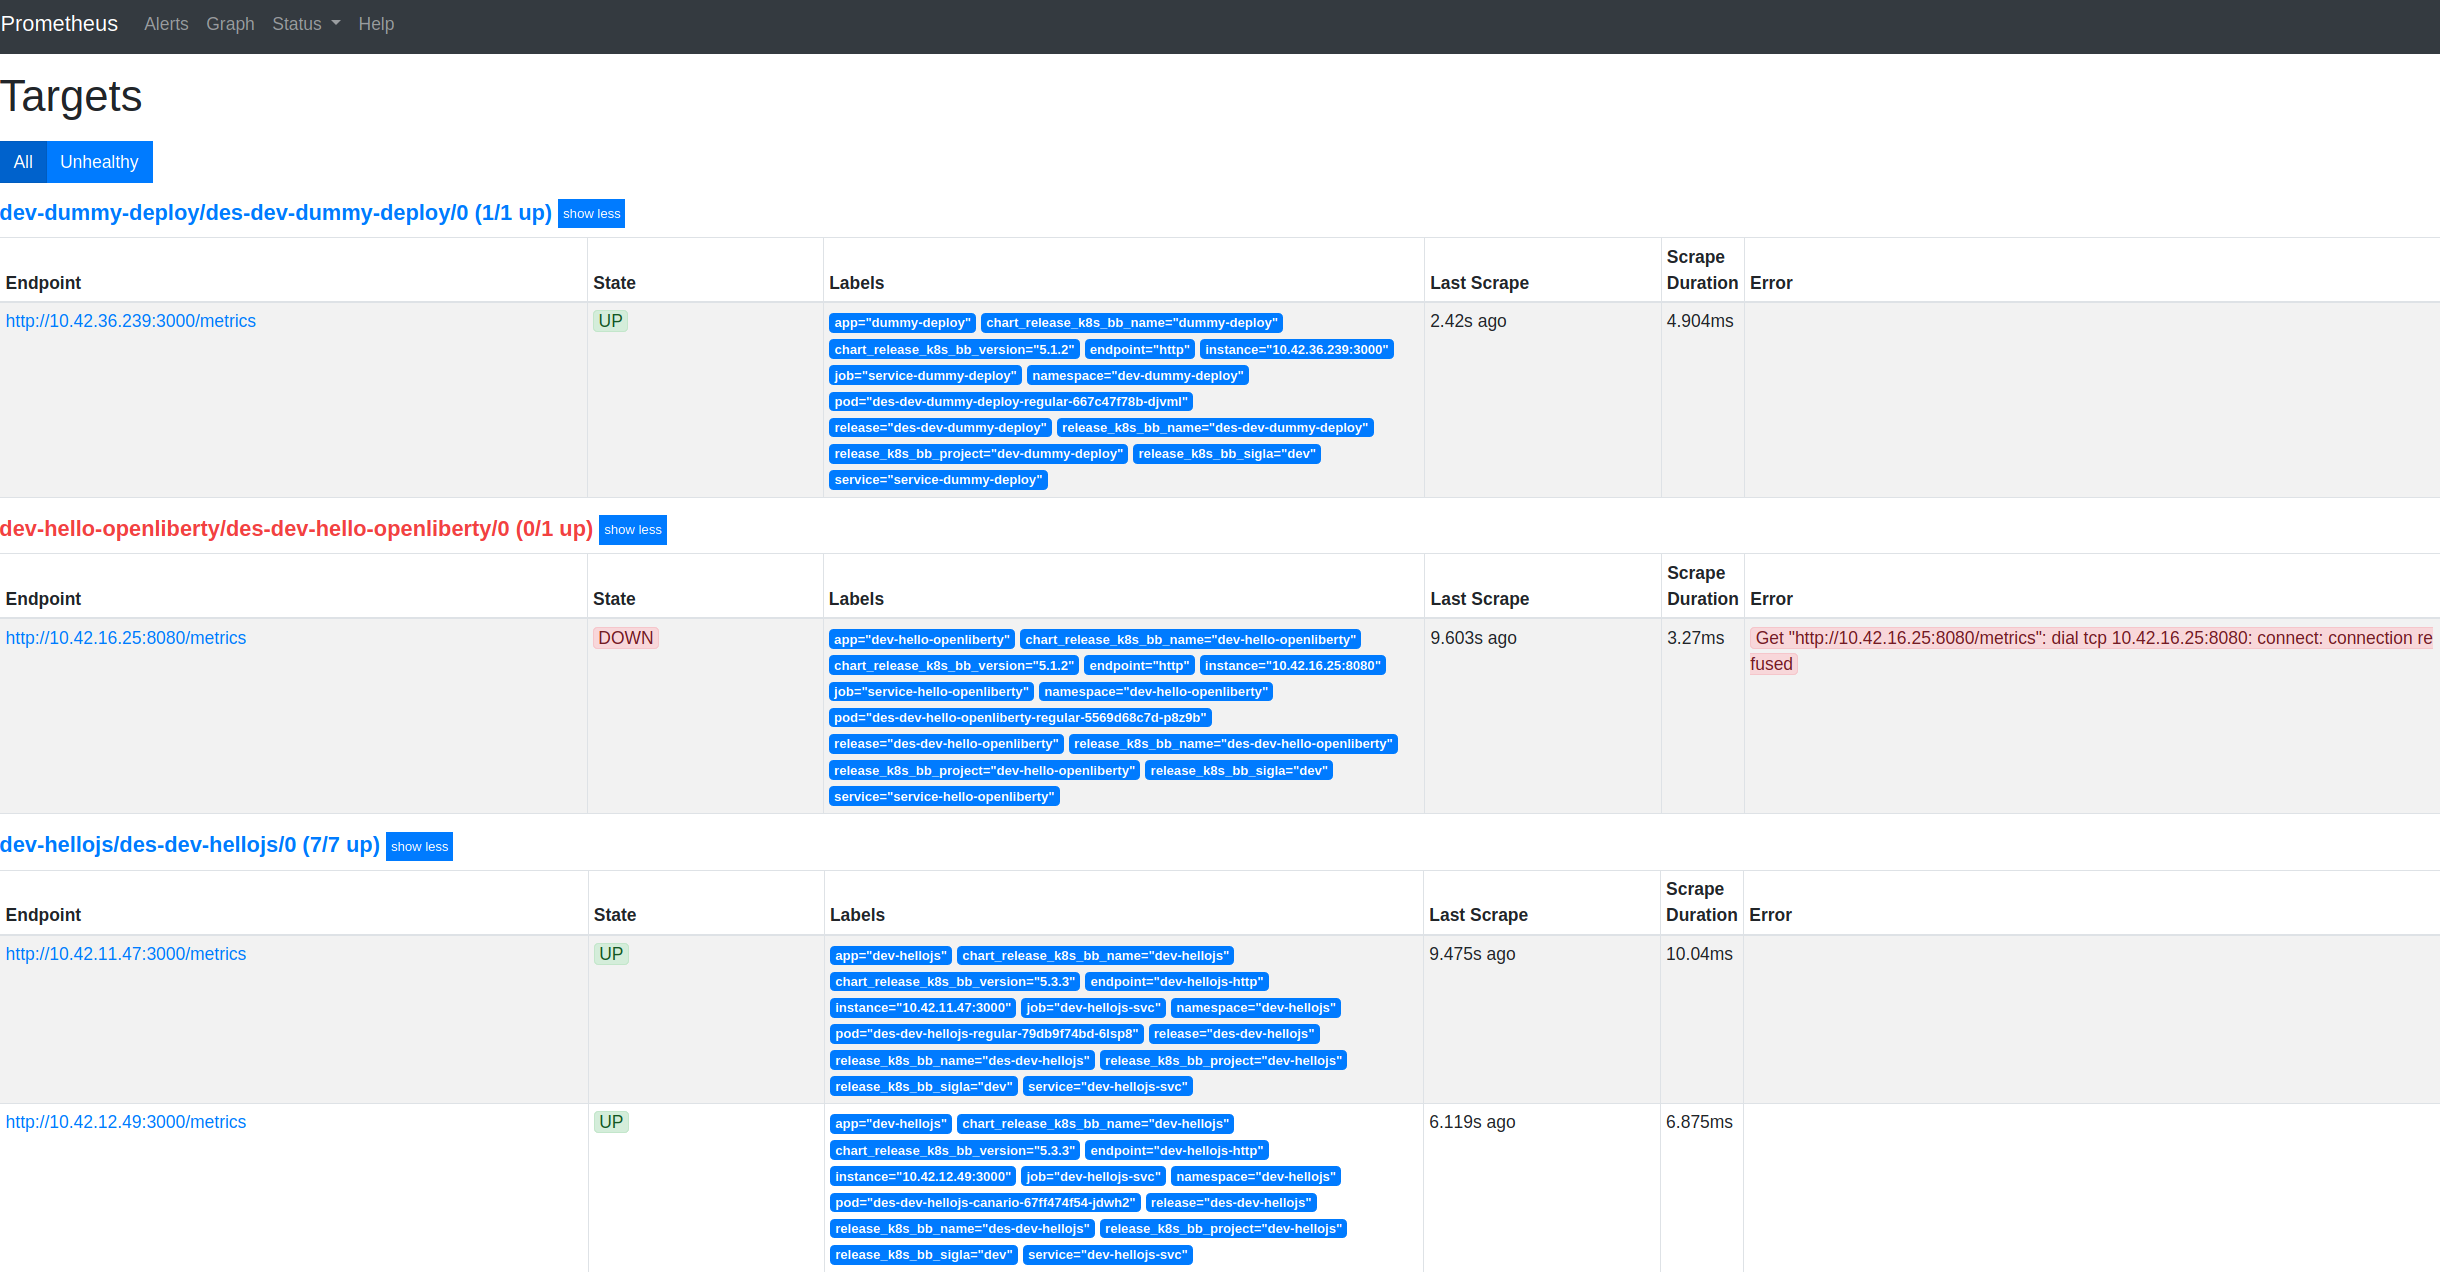 Prometheus Alerts Graph Status Help
Targets
All Unhealthy
dev-dummy-deploy/des-dev-dummy-deploy/0 (1/1 up) show less
Endpoint State Labels Last Scrape Scrape Duration Error
http://10.42.36.239:3000/metrics UP app="dummy-deploy" chart_release_k8s_bb_name="dummy-deploy" 2.42s ago 4.904ms
chart_release_k8s_bb_version="5.1.2" endpoint="http" instance="10.42.36.239:3000"
job="service-dummy-deploy" namespace="dev-dummy-deploy"
pod="des-dev-dummy-deploy-regular-667c47f78b-djvml"
release="des-dev-dummy-deploy" release_k8s_bb_name="des-dev-dummy-deploy"
release_k8s_bb_project="dev-dummy-deploy" release_k8s_bb_sigla="dev"
service="service-dummy-deploy"
dev-hello-openliberty/des-dev-hello-openliberty/0 (0/1 up) show less
Endpoint State Labels Last Scrape Scrape Duration Error
http://10.42.16.25:8080/metrics DOWN app="dev-hello-openliberty" chart_release_k8s_bb_name="dev-hello-openliberty" 9.603s ago 3.27ms Get "http://10.42.16.25:8080/metrics": dial tcp 10.42.16.25:8080: connect: connection re
fused
chart_release_k8s_bb_version="5.1.2" endpoint="http" instance="10.42.16.25:8080"
job="service-hello-openliberty" namespace="dev-hello-openliberty"
pod="des-dev-hello-openliberty-regular-5569d68c7d-p8z9b"
release="des-dev-hello-openliberty" release_k8s_bb_name="des-dev-hello-openliberty"
release_k8s_bb_project="dev-hello-openliberty" release_k8s_bb_sigla="dev"
service="service-hello-openliberty"
dev-hellojs/des-dev-hellojs/0 (7/7 up) show less
Endpoint State Labels Last Scrape Scrape Duration Error
http://10.42.11.47:3000/metrics UP app="dev-hellojs" chart_release_k8s_bb_name="dev-hellojs" 9.475s ago 10.04ms
chart_release_k8s_bb_version="5.3.3" endpoint="dev-hellojs-http"
instance="10.42.11.47:3000" job="dev-hellojs-svc" namespace="dev-hellojs"
pod="des-dev-hellojs-regular-79db9f74bd-6lsp8" release="des-dev-hellojs"
release_k8s_bb_name="des-dev-hellojs" release_k8s_bb_project="dev-hellojs"
release_k8s_bb_sigla="dev" service="dev-hellojs-svc"
http://10.42.12.49:3000/metrics UP app="dev-hellojs" chart_release_k8s_bb_name="dev-hellojs" 6.119s ago 6.875ms
chart_release_k8s_bb_version="5.3.3" endpoint="dev-hellojs-http"
instance="10.42.12.49:3000" job="dev-hellojs-svc" namespace="dev-hellojs"
pod="des-dev-hellojs-canario-67ff474f54-jdwh2" release="des-dev-hellojs"
release_k8s_bb_name="des-dev-hellojs" release_k8s_bb_project="dev-hellojs"
release_k8s_bb_sigla="dev" service="dev-hellojs-svc"